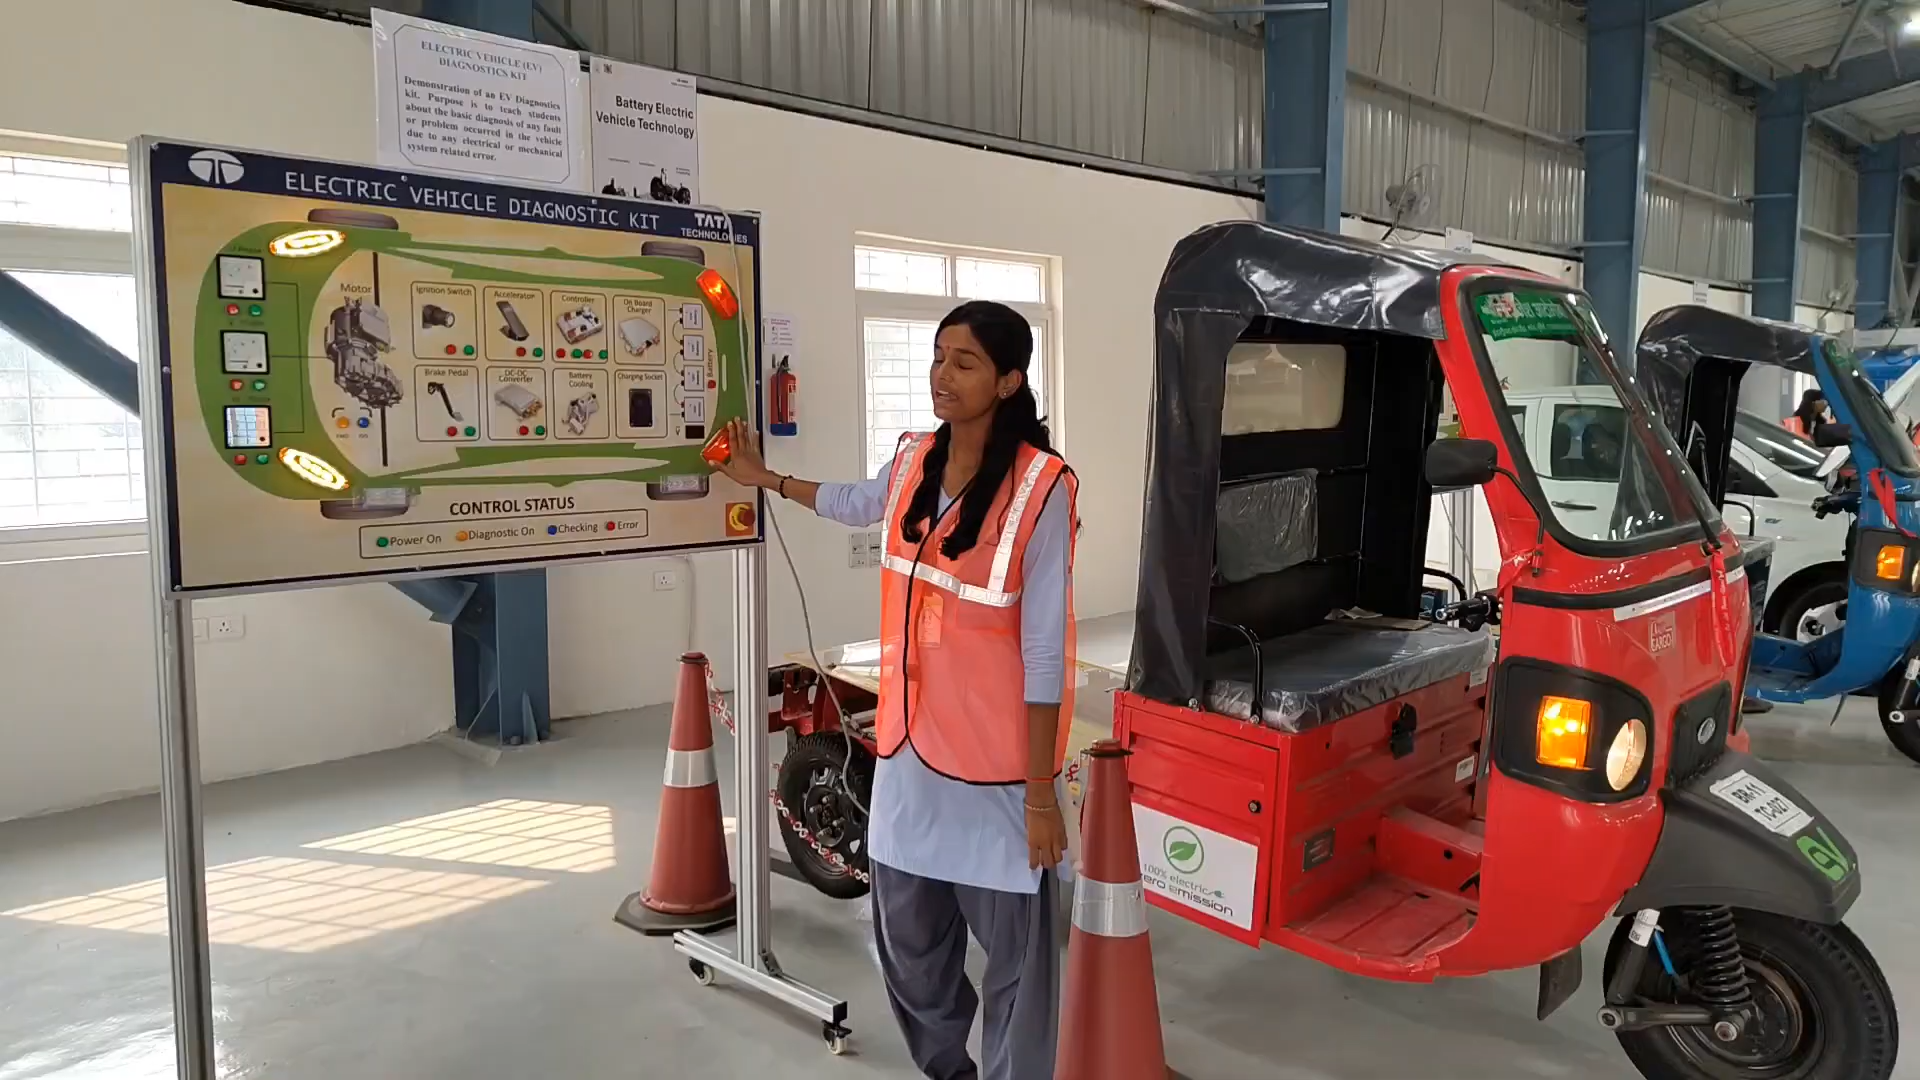 ELECTRIC VEHICLE (EV)
DIAGNOSTICS KIT
Demonstration of an EV Diagnostics
kit. Purpose is to teach students
about the basic diagnosis of any fault
or problem occurred in the vehicle
due to any electrical or mechanical
system related error.
Battery Electric
Vehicle Technology
ELECTRIC VEHICLE DIAGNOSTIC KIT
TATA
TECHNOLOGIES
Motor
Ignition Switch
Accelerator
Controller
On Board
Charger
Brake Pedal
DC-DC
Converter
Battery
Cooling
Charging Socket
Battery
CONTROL STATUS
Power On
Diagnostic On
Checking
Error
100% electric
zero emission
BR-11